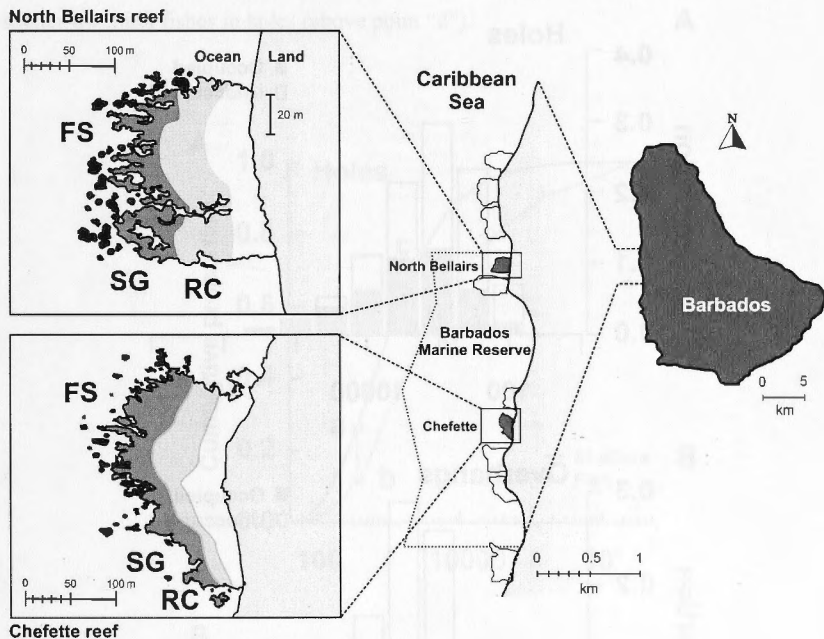 North Bellairs reef
0 50 100 m
Ocean Land
20 m
FS
SG
RC
Caribbean
Sea
N
North Bellairs
Barbados
Marine Reserve
Chefette
0 0.5 1
km
Barbados
0 5
km
FS
SG
RC
0 50 100 m
Chefette reef